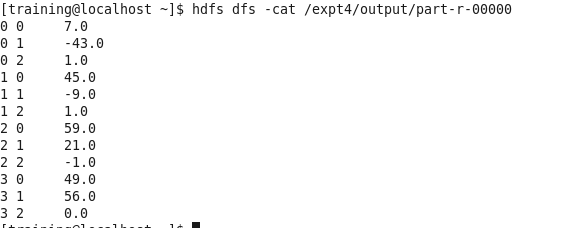 [training@localhost ~]$ hdfs dfs -cat /expt4/output/part-r-00000
0 0     7.0
0 1     -43.0
0 2     1.0
1 0     45.0
1 1     -9.0
1 2     1.0
2 0     59.0
2 1     21.0
2 2     -1.0
3 0     49.0
3 1     56.0
3 2     0.0
[training@localhost ~]$